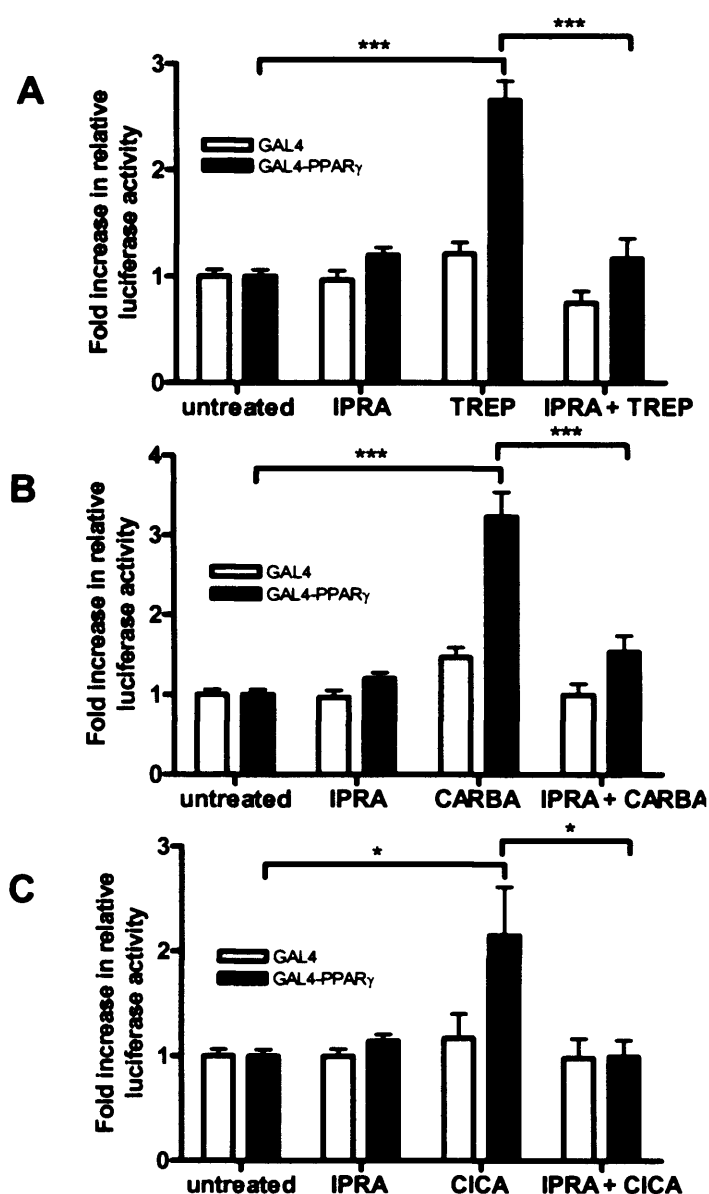 A
Fold increase in relative
luciferase activity
***
***
3
2
1
0
GAL4
GAL4-PPARγ
untreated IPRA TREP IPRA + TREP
B
Fold increase in relative
luciferase activity
***
***
4
3
2
1
0
GAL4
GAL4-PPARγ
untreated IPRA CARBA IPRA + CARBA
C
Fold increase in relative
luciferase activity
*
*
3
2
1
0
GAL4
GAL4-PPARγ
untreated IPRA CICA IPRA + CICA